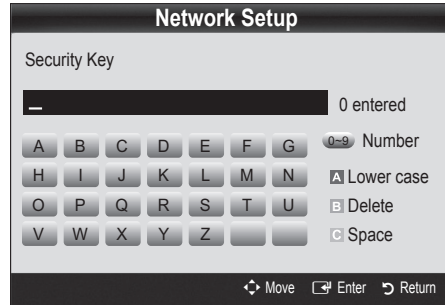 Network Setup
Security Key
_ 0 entered
A B C D E F G 0~9 Number
H I J K L M N A Lower case
O P Q R S T U B Delete
V W X Y Z C Space
Move Enter Return